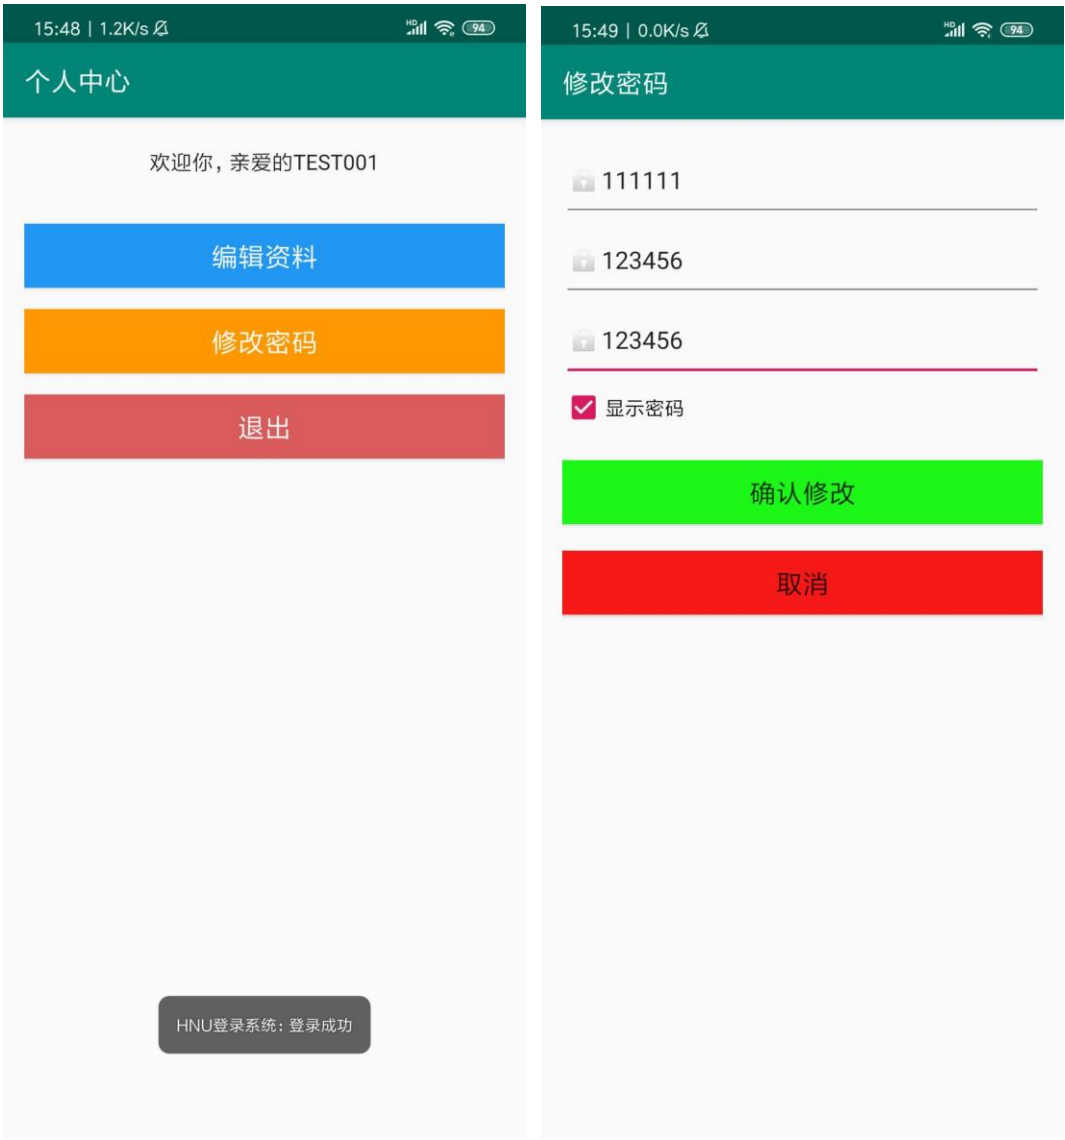 15:48 | 1.2K/s
HD
94
个人中心
欢迎你，亲爱的TEST001
编辑资料
修改密码
退出
HNU登录系统：登录成功
15:49 | 0.0K/s
HD
94
修改密码
111111
123456
123456
显示密码
确认修改
取消